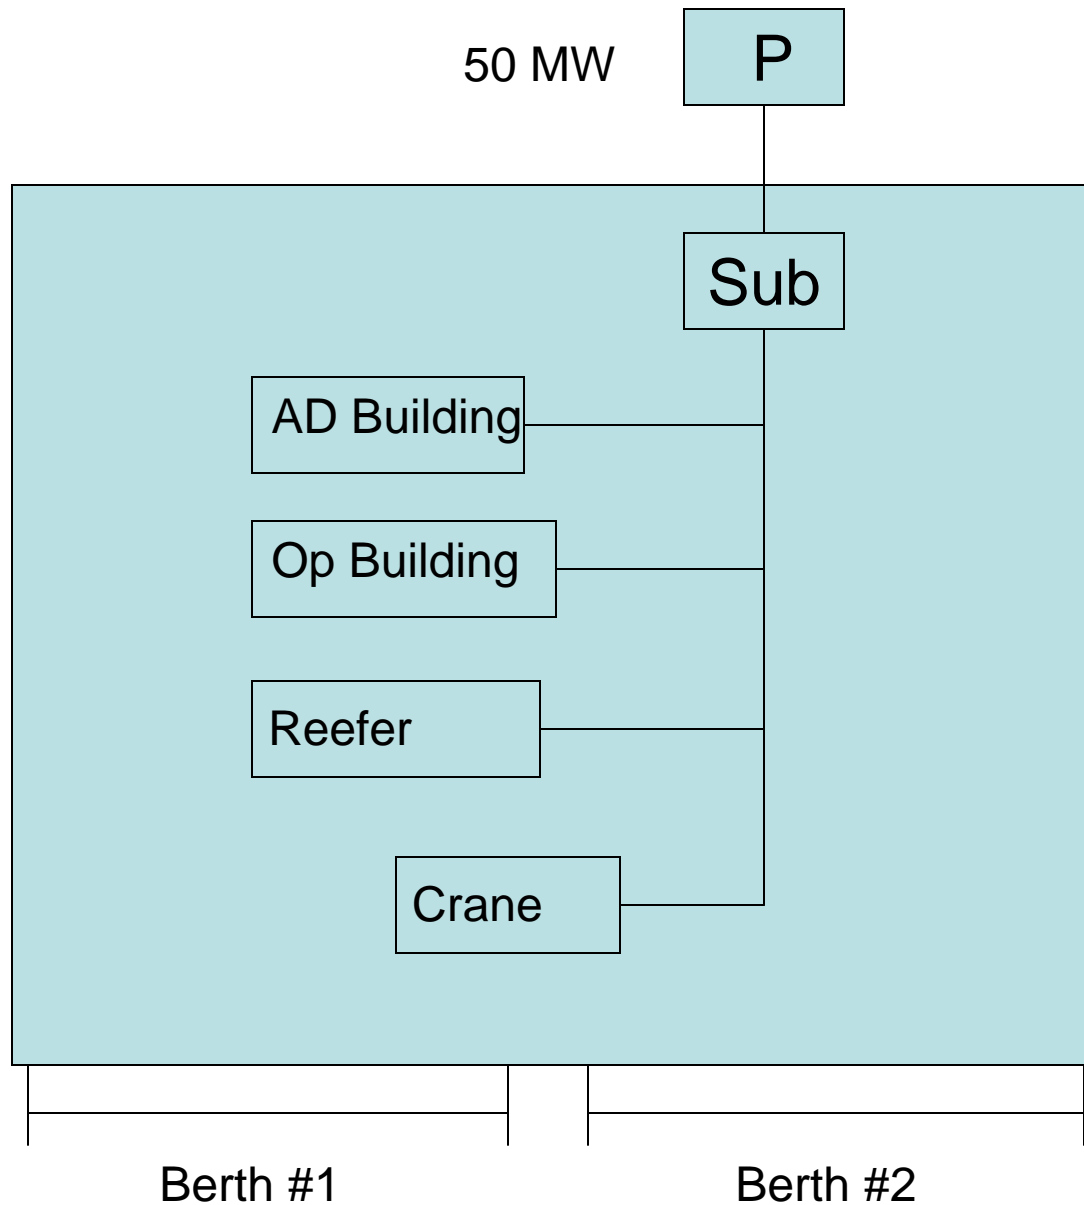 50 MW
P
Sub
AD Building
Op Building
Reefer
Crane
Berth #1
Berth #2